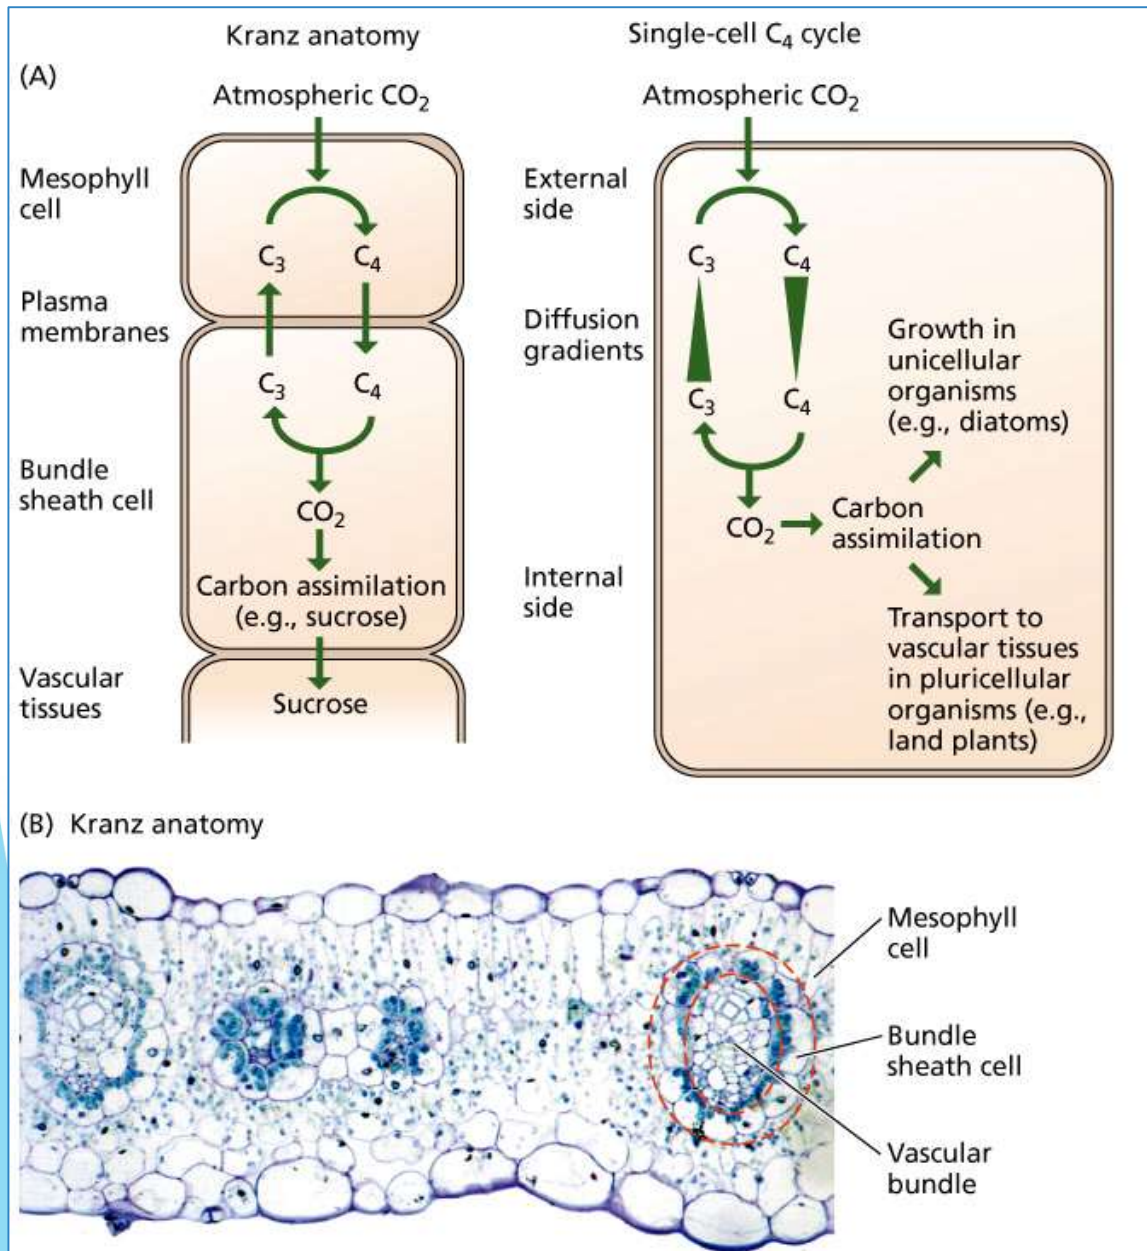 Kranz anatomy
Single-cell C₄ cycle
(A)
Atmospheric CO₂
Atmospheric CO₂
Mesophyll
cell
External
side
C₃
C₄
C₃
C₄
Plasma
membranes
Diffusion
gradients
Growth in
unicellular
organisms
(e.g., diatoms)
C₃
C₄
C₃
C₄
Bundle
sheath cell
CO₂
CO₂
Carbon
assimilation
Carbon assimilation
(e.g., sucrose)
Internal
side
Transport to
vascular tissues
in pluricellular
organisms (e.g.,
land plants)
Vascular
tissues
Sucrose
(B) Kranz anatomy
Mesophyll
cell
Bundle
sheath cell
Vascular
bundle